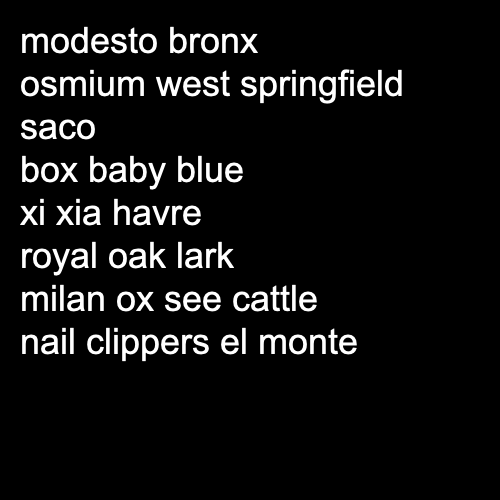 modesto bronx
osmium west springfield
saco
box baby blue
xi xia havre
royal oak lark
milan ox see cattle
nail clippers el monte